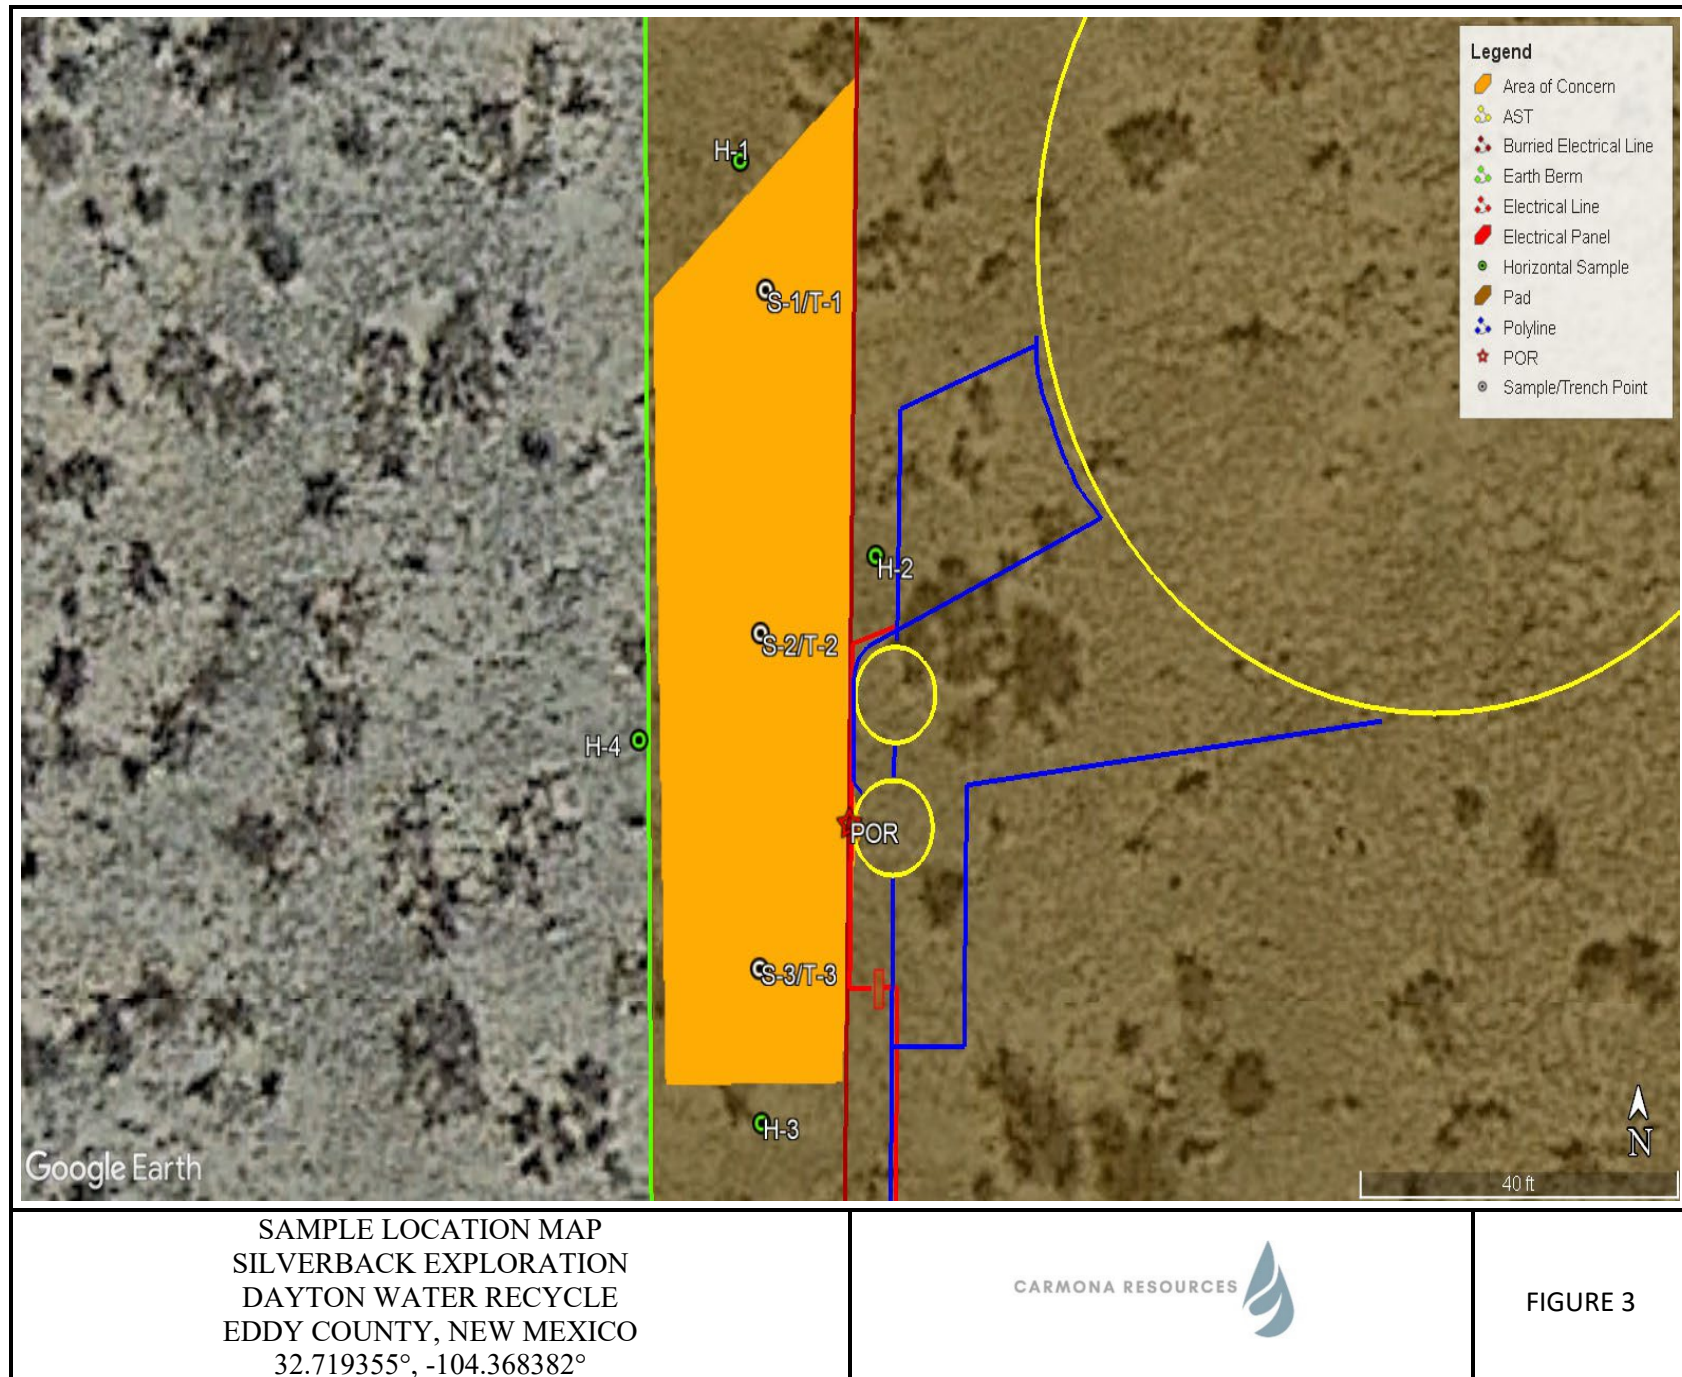 Legend
Area of Concern
AST
Burried Electrical Line
Earth Berm
Electrical Line
Electrical Panel
Horizontal Sample
Pad
Polyline
POR
Sample/Trench Point
H-1
S-1/T-1
H-2
S-2/T-2
H-4
POR
S-3/T-3
H-3
N
Google Earth
40 ft
SAMPLE LOCATION MAP
SILVERBACK EXPLORATION
DAYTON WATER RECYCLE
EDDY COUNTY, NEW MEXICO
32.719355°, -104.368382°
CARMONA RESOURCES
FIGURE 3